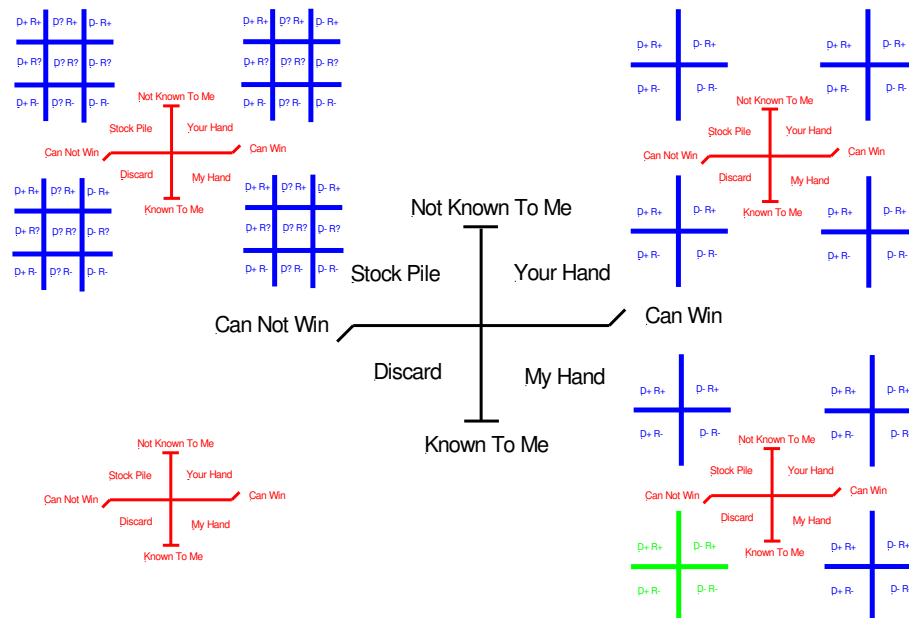 D+ R+ D? R+ D- R+
D+ R? D? R? D- R?
D+ R- D? R- D- R-
D+ R+ D? R+ D- R+
D+ R? D? R? D- R?
D+ R- D? R- D- R-
Not Known To Me
Stock Pile Your Hand
Can Not Win Can Win
Discard My Hand
Known To Me
D+ R+ D? R+ D- R+
D+ R? D? R? D- R?
D+ R- D? R- D- R-
D+ R+ D? R+ D- R+
D+ R? D? R? D- R?
D+ R- D? R- D- R-
D+ R+ D- R+
D+ R- D- R-
D+ R+ D- R+
D+ R- D- R-
Not Known To Me
Stock Pile Your Hand
Can Not Win Can Win
Discard My Hand
Known To Me
D+ R+ D- R+
D+ R- D- R-
D+ R+ D- R+
D+ R- D- R-
Not Known To Me
Stock Pile Your Hand
Can Not Win Can Win
Discard My Hand
Known To Me
Not Known To Me
Stock Pile Your Hand
Can Not Win Can Win
Discard My Hand
Known To Me
D+ R+ D- R+
D+ R- D- R-
D+ R+ D- R+
D+ R- D- R-
Not Known To Me
Stock Pile Your Hand
Can Not Win Can Win
Discard My Hand
Known To Me
D+ R+ D- R+
D+ R- D- R-
D+ R+ D- R+
D+ R- D- R-